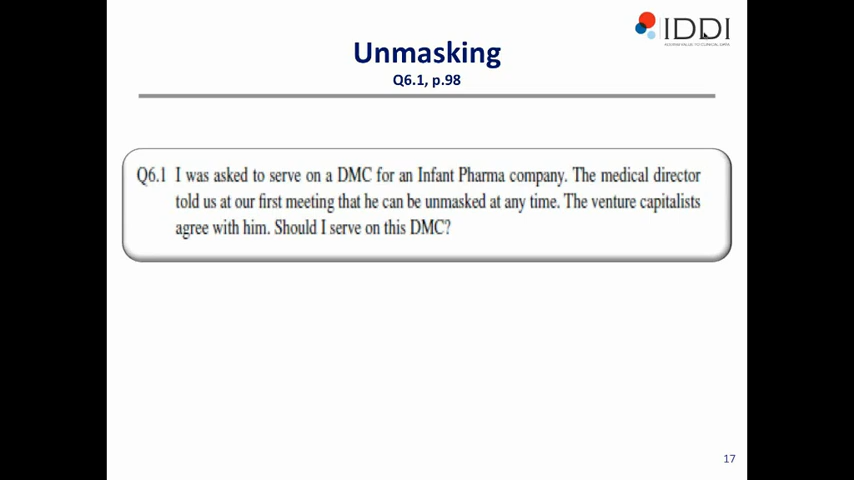 IDDI
Unmasking
Q6.1, p.98
Q6.1 I was asked to serve on a DMC for an Infant Pharma company. The medical director
told us at our first meeting that he can be unmasked at any time. The venture capitalists
agree with him. Should I serve on this DMC?
17